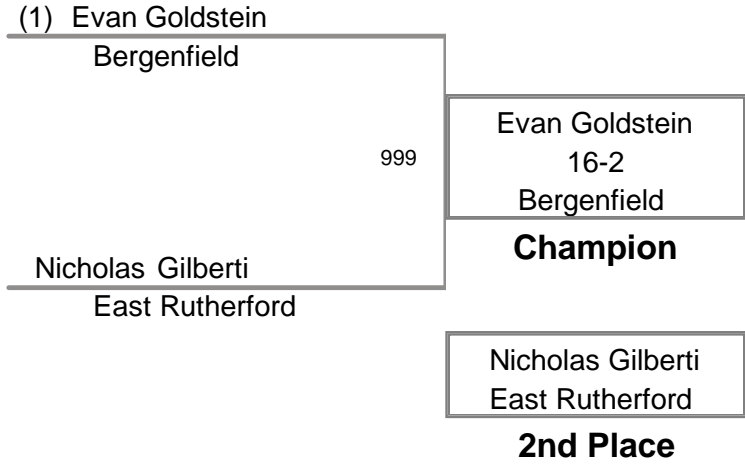 (1) Evan Goldstein
Bergenfield
999
Evan Goldstein
16-2
Bergenfield
Champion
Nicholas Gilberti
East Rutherford
Nicholas Gilberti
East Rutherford
2nd Place